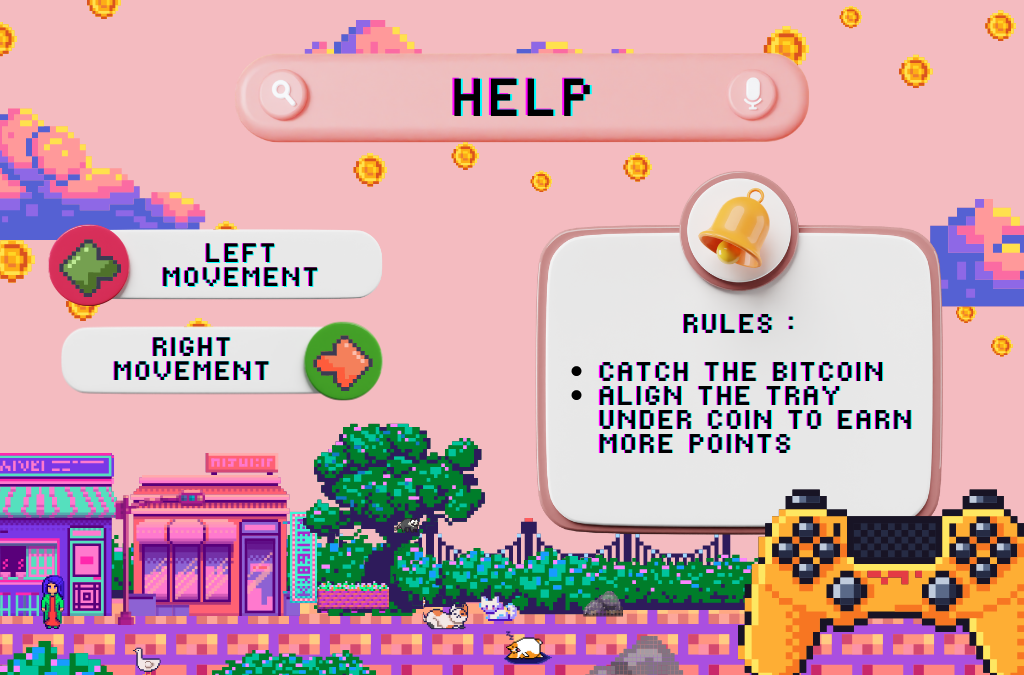 HELP
LEFT
MOVEMENT
RIGHT
MOVEMENT
RULES :
• CATCH THE BITCOIN
• ALIGN THE TRAY
UNDER COIN TO EARN
MORE POINTS